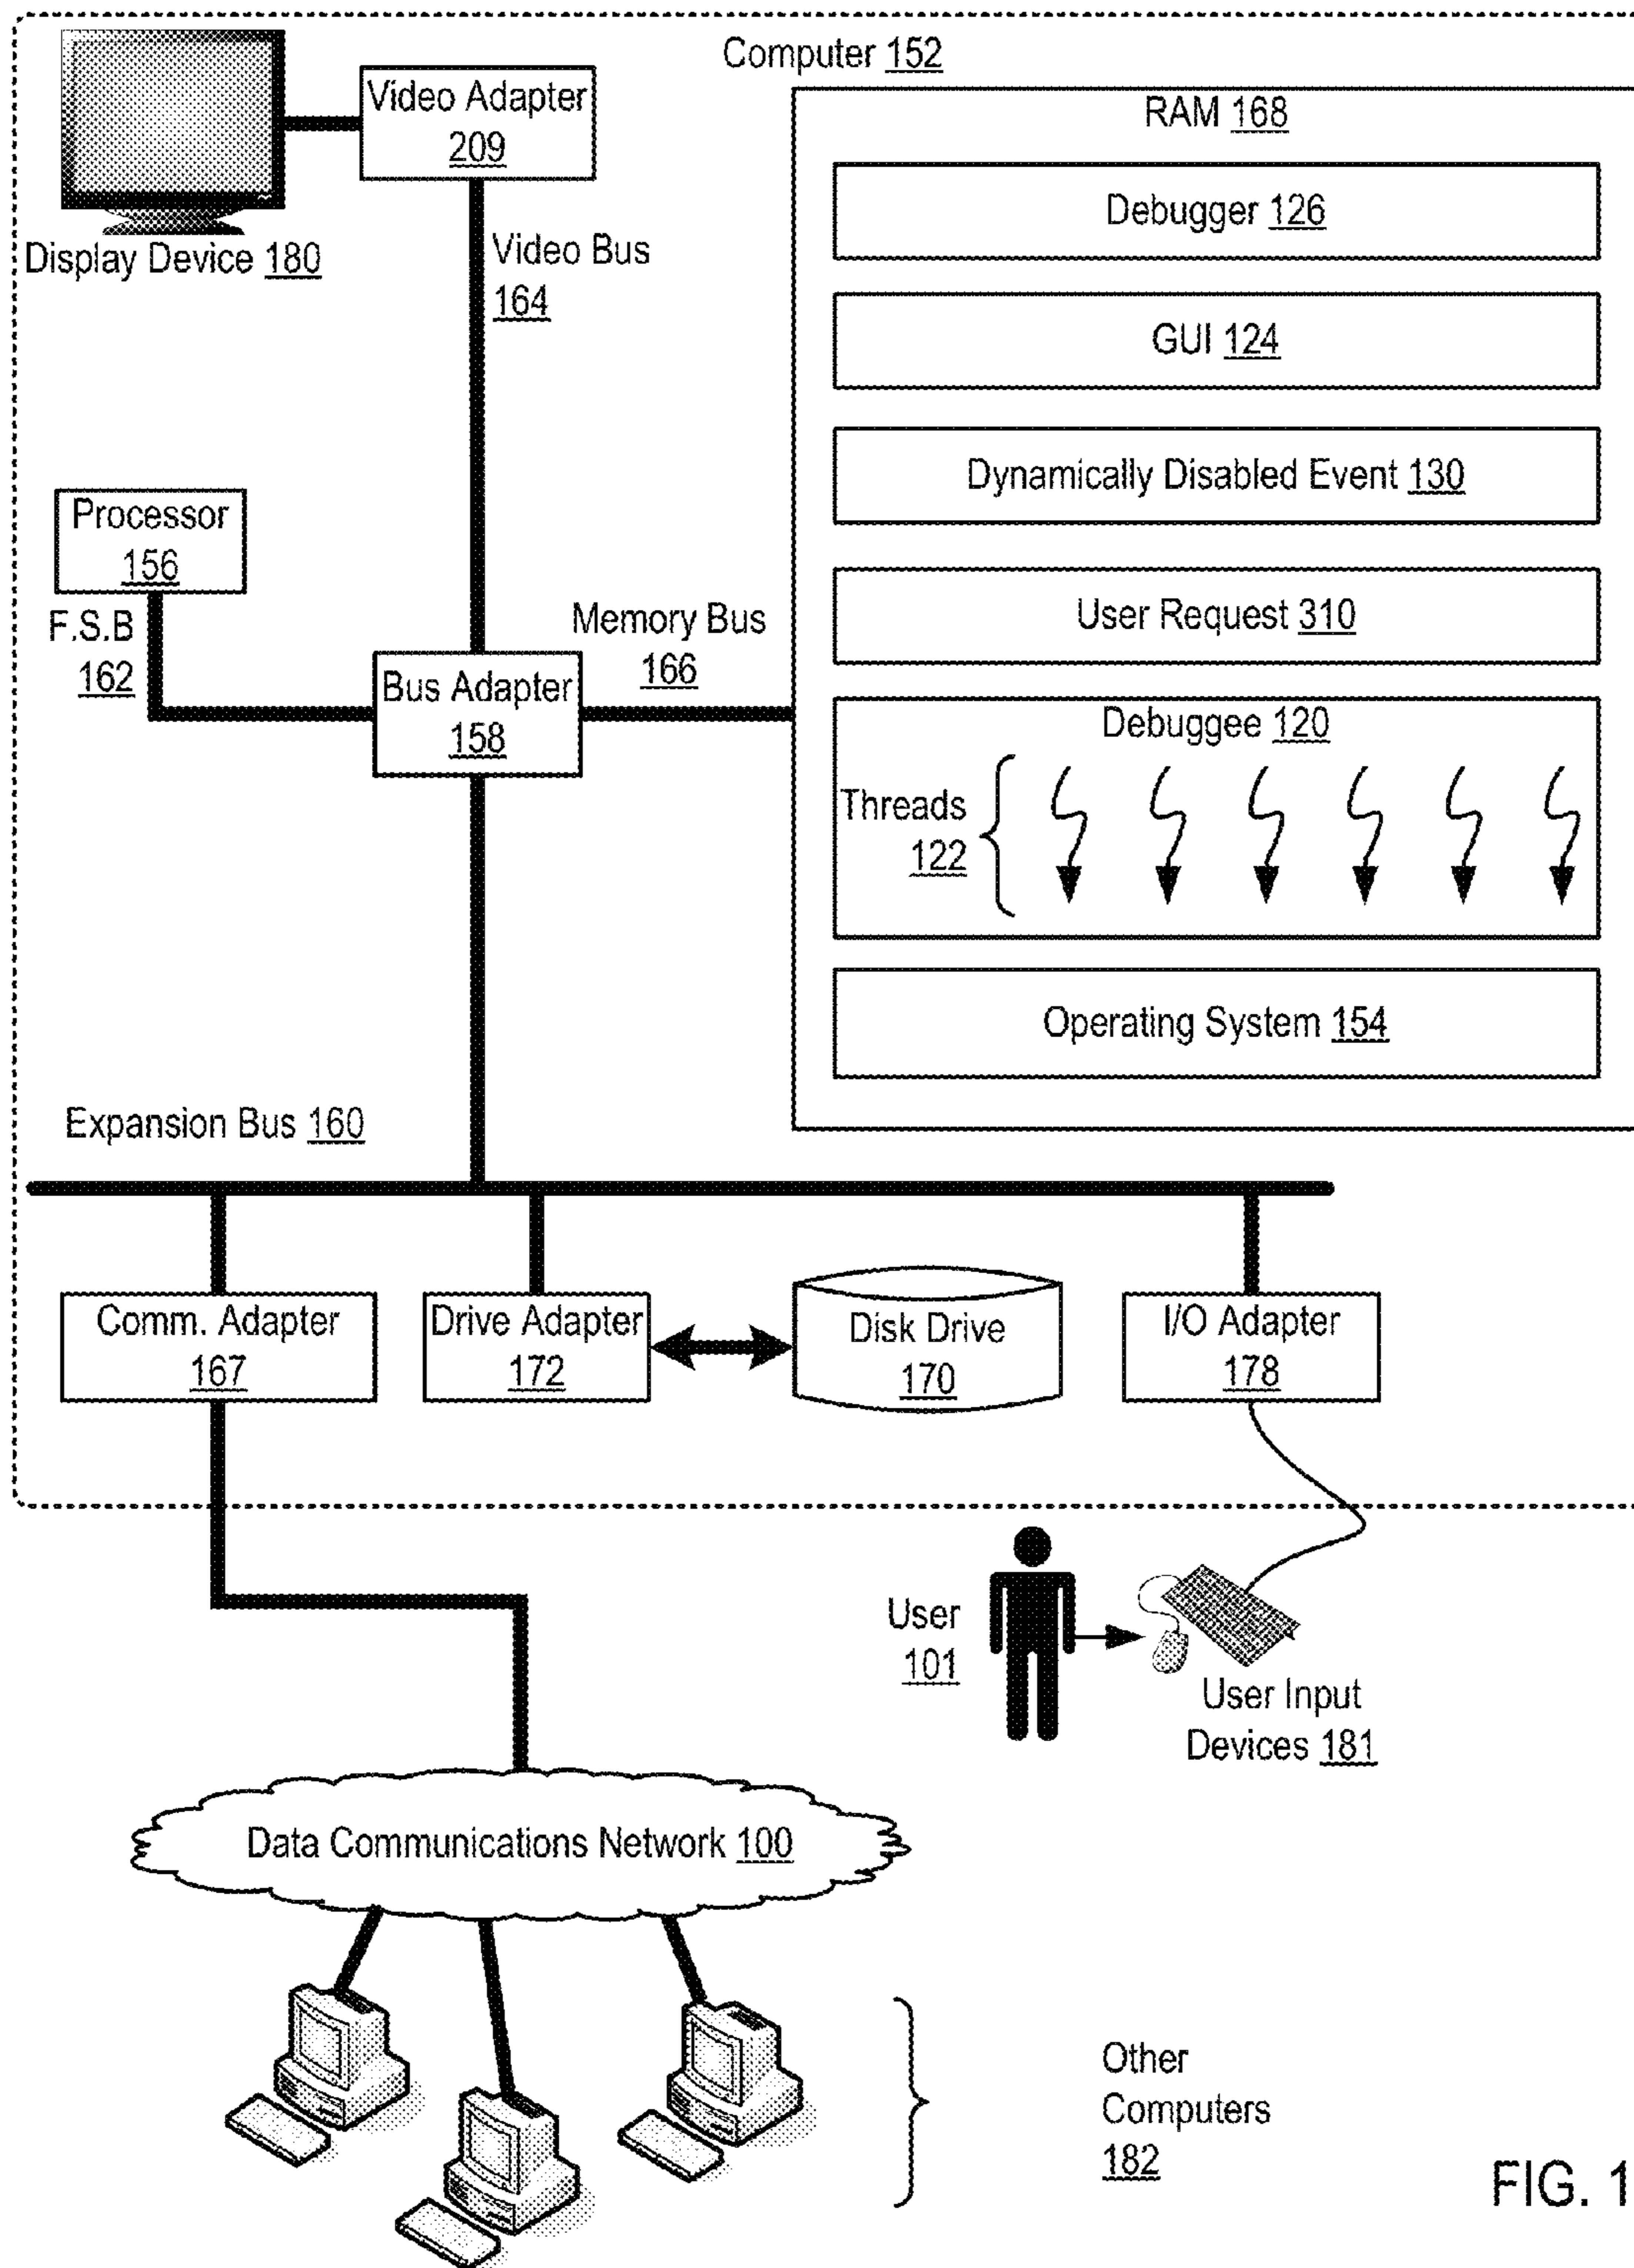 Computer 152
Video Adapter
209
Display Device 180
Video Bus
164
RAM 168
Debugger 126
GUI 124
Dynamically Disabled Event 130
User Request 310
Debuggee 120
Threads
122
Operating System 154
Processor
156
F.S.B
162
Bus Adapter
158
Memory Bus
166
Expansion Bus 160
Comm. Adapter
167
Drive Adapter
172
Disk Drive
170
I/O Adapter
178
User
101
User Input
Devices 181
Data Communications Network 100
Other
Computers
182
FIG. 1